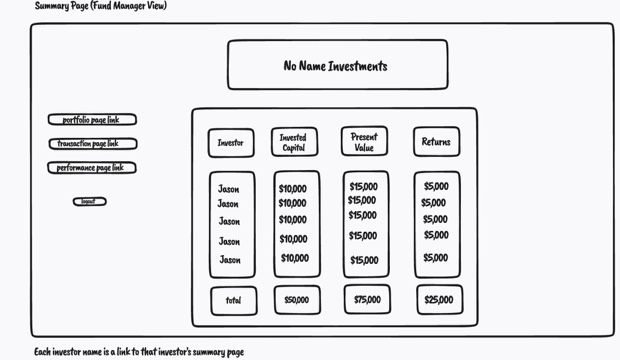 Summary Page (Fund Manager View)
No Name Investments
portfolio page link
transaction page link
performance page link
logout
Investor
Invested
Capital
Present
Value
Returns
Jason $10,000 $15,000 $5,000
Jason $10,000 $15,000 $5,000
Jason $10,000 $15,000 $5,000
Jason $10,000 $15,000 $5,000
Jason $10,000 $15,000 $5,000
total $50,000 $75,000 $25,000
Each investor name is a link to that investor's summary page